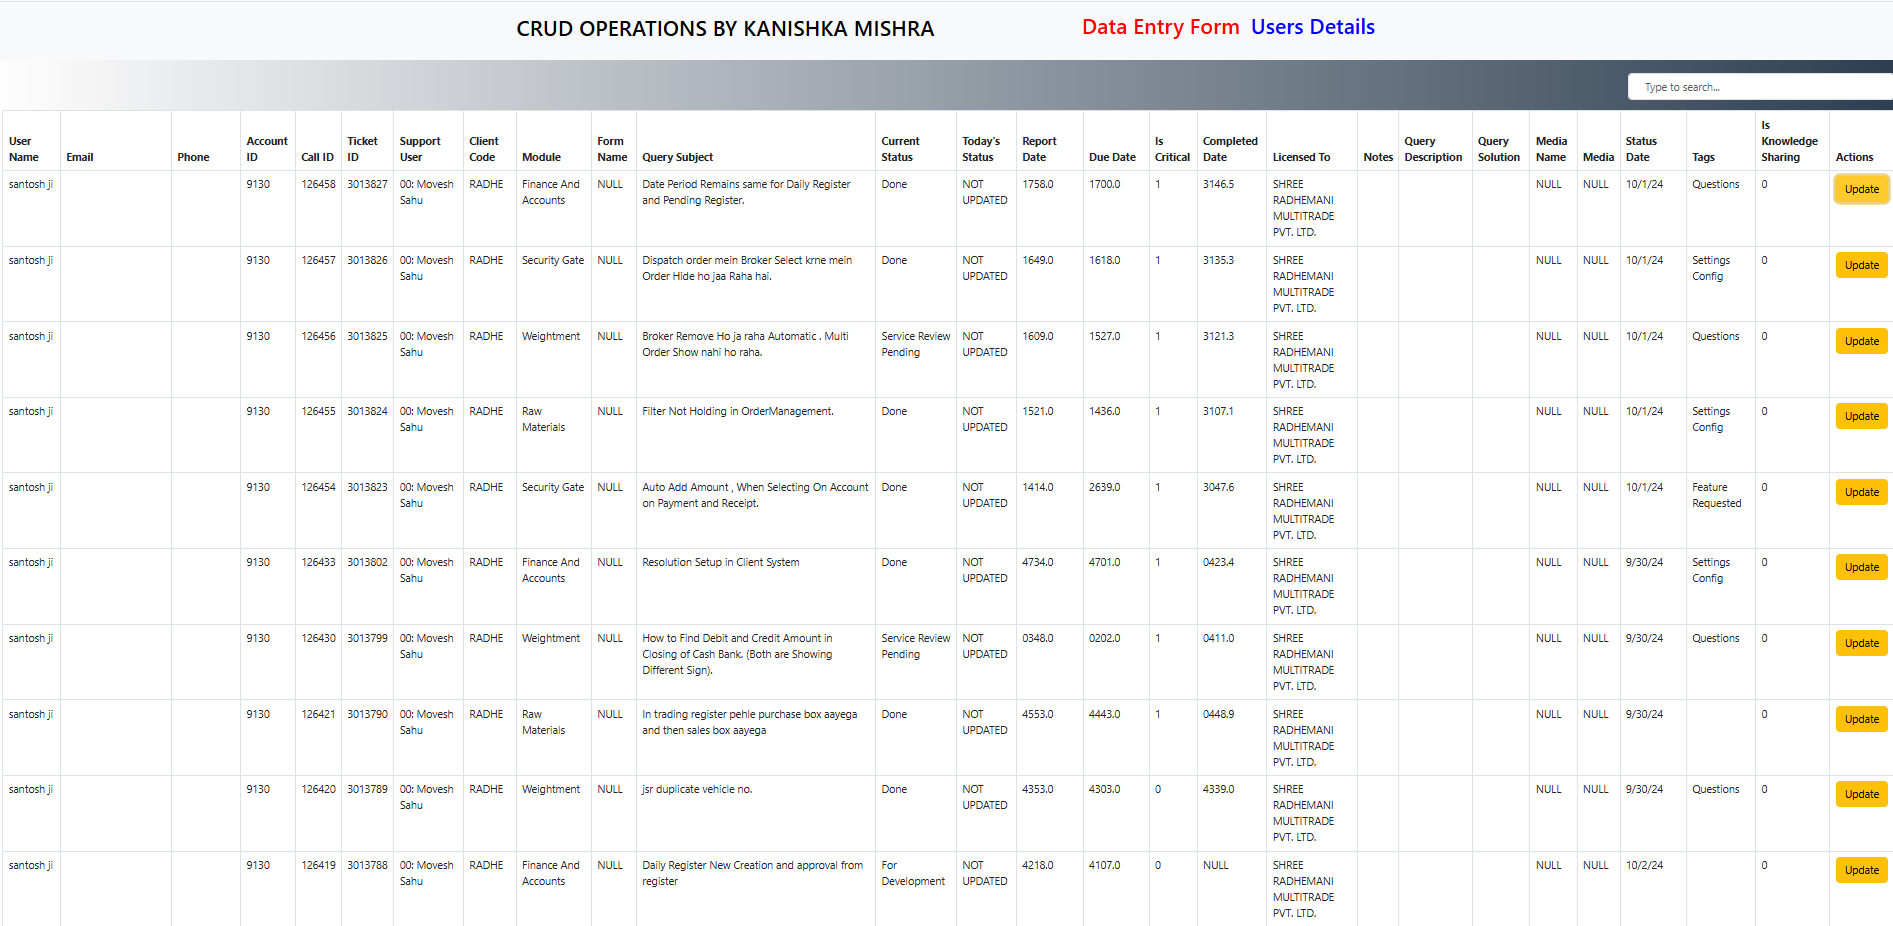 CRUD OPERATIONS BY KANISHKA MISHRA Data Entry Form Users Details
Type to search...
User Name Email Phone Account ID Call ID Ticket ID Support User Client Code Module Form Name Query Subject Current Status Today's Status Report Date Due Date Is Critical Completed Date Licensed To Notes Query Description Query Solution Media Name Media Status Date Tags Is Knowledge Sharing Actions
santosh ji 9130 126458 3013827 00: Movesh Sahu RADHE Finance And Accounts NULL Date Period Remains same for Daily Register and Pending Register. Done NOT UPDATED 1758.0 1700.0 1 3146.5 SHREE RADHEMANI MULTITRADE PVT. LTD. NULL NULL 10/1/24 Questions 0 Update
santosh ji 9130 126457 3013826 00: Movesh Sahu RADHE Security Gate NULL Dispatch order mein Broker Select krne mein Order Hide ho jaa Raha hai. Done NOT UPDATED 1649.0 1618.0 1 3135.3 SHREE RADHEMANI MULTITRADE PVT. LTD. NULL NULL 10/1/24 Settings Config 0 Update
santosh ji 9130 126456 3013825 00: Movesh Sahu RADHE Weightment NULL Broker Remove Ho ja raha Automatic . Multi Order Show nahi ho raha. Service Review Pending NOT UPDATED 1609.0 1527.0 1 3121.3 SHREE RADHEMANI MULTITRADE PVT. LTD. NULL NULL 10/1/24 Questions 0 Update
santosh ji 9130 126455 3013824 00: Movesh Sahu RADHE Raw Materials NULL Filter Not Holding in OrderManagement. Done NOT UPDATED 1521.0 1436.0 1 3107.1 SHREE RADHEMANI MULTITRADE PVT. LTD. NULL NULL 10/1/24 Settings Config 0 Update
santosh ji 9130 126454 3013823 00: Movesh Sahu RADHE Security Gate NULL Auto Add Amount , When Selecting On Account on Payment and Receipt. Done NOT UPDATED 1414.0 2639.0 1 3047.6 SHREE RADHEMANI MULTITRADE PVT. LTD. NULL NULL 10/1/24 Feature Requested 0 Update
santosh ji 9130 126433 3013802 00: Movesh Sahu RADHE Finance And Accounts NULL Resolution Setup in Client System Done NOT UPDATED 4734.0 4701.0 1 0423.4 SHREE RADHEMANI MULTITRADE PVT. LTD. NULL NULL 9/30/24 Settings Config 0 Update
santosh ji 9130 126430 3013799 00: Movesh Sahu RADHE Weightment NULL How to Find Debit and Credit Amount in Closing of Cash Bank. (Both are Showing Different Sign). Service Review Pending NOT UPDATED 0348.0 0202.0 1 0411.0 SHREE RADHEMANI MULTITRADE PVT. LTD. NULL NULL 9/30/24 Questions 0 Update
santosh ji 9130 126421 3013790 00: Movesh Sahu RADHE Raw Materials NULL In trading register pehle purchase box aayega and then sales box aayega Done NOT UPDATED 4553.0 4443.0 1 0448.9 SHREE RADHEMANI MULTITRADE PVT. LTD. NULL NULL 9/30/24 0 Update
santosh ji 9130 126420 3013789 00: Movesh Sahu RADHE Weightment NULL jsr duplicate vehicle no. Done NOT UPDATED 4353.0 4303.0 0 4339.0 SHREE RADHEMANI MULTITRADE PVT. LTD. NULL NULL 9/30/24 Questions 0 Update
santosh ji 9130 126419 3013788 00: Movesh Sahu RADHE Finance And Accounts NULL Daily Register New Creation and approval from register For Development NOT UPDATED 4218.0 4107.0 0 NULL SHREE RADHEMANI MULTITRADE PVT. LTD. NULL NULL 10/2/24 0 Update